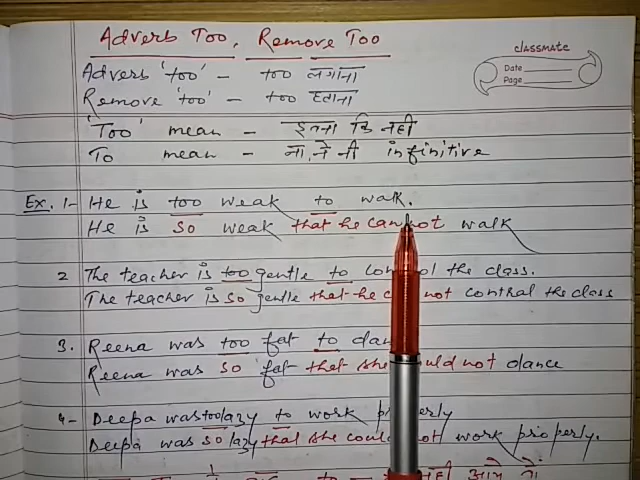 Adverb Too, Remove Too
classmate
Date
Page
Adverb 'too' - too लगाना
Remove 'too' - too हटाना
'Too' mean - इतना कि नहीं
To mean - ना, ने नी infinitive
Ex. 1- He is too weak to walk.
He is so weak that he cannot walk
2 The teacher is too gentle to control the class.
The teacher is so gentle that he not control the class
3. Reena was too fat to
Reena was so fat that she could not dance
4- Deepa was too lazy to work properly
Deepa was so lazy that she could not work properly.